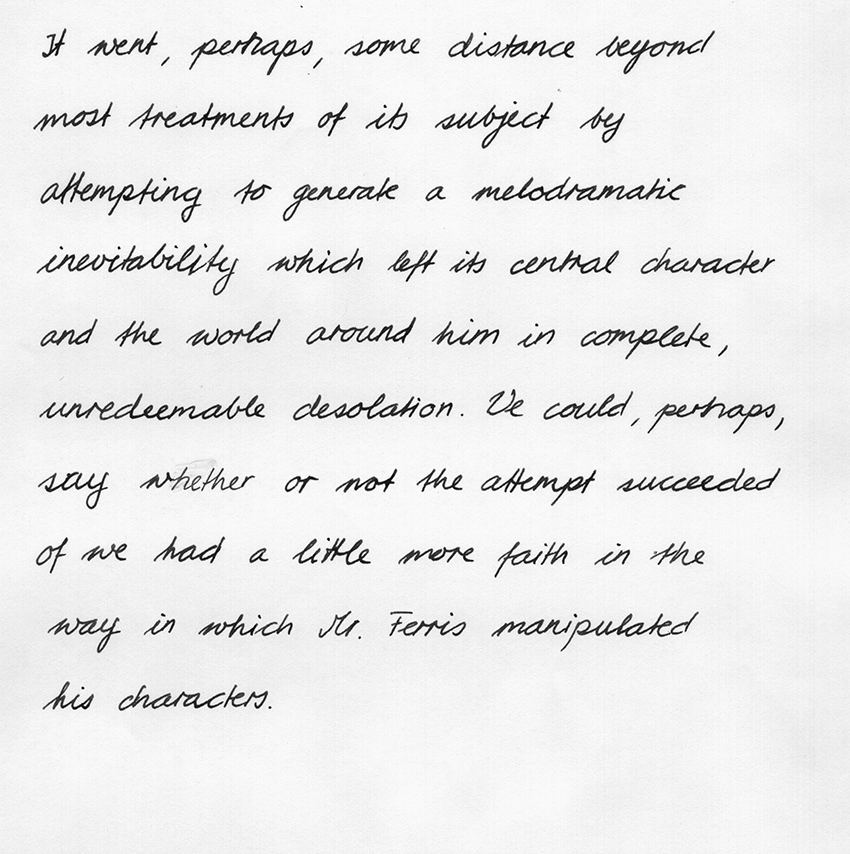 It went, perhaps, some distance beyond
most treatments of its subject by
attempting to generate a melodramatic
inevitability which left its central character
and the world around him in complete,
unredeemable desolation. We could, perhaps,
say whether or not the attempt succeeded
of we had a little more faith in the
way in which Mr. Ferris manipulated
his characters.